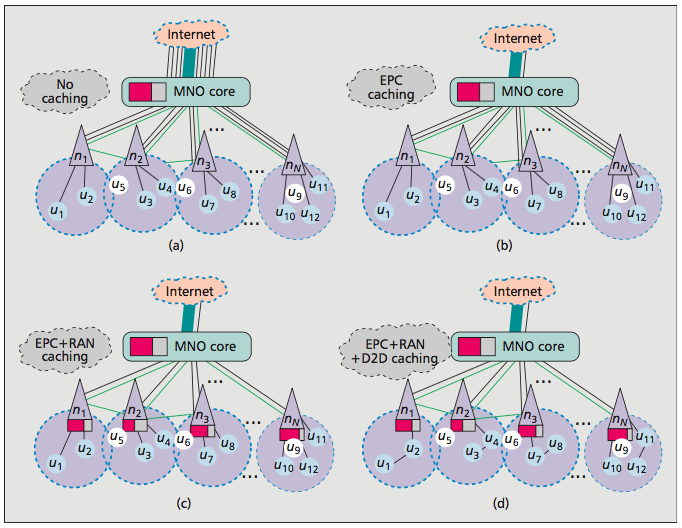 Internet
No
caching
MNO core
...
n1
n2
n3
...
nN
u1
u2
u3
u4
u5
u6
u7
u8
u9
u10
u11
u12
...
(a)
Internet
EPC
caching
MNO core
...
n1
n2
n3
...
nN
u1
u2
u3
u4
u5
u6
u7
u8
u9
u10
u11
u12
...
(b)
Internet
EPC+RAN
caching
MNO core
...
n1
n2
n3
...
nN
u1
u2
u3
u4
u5
u6
u7
u8
u9
u10
u11
u12
...
(c)
Internet
EPC+RAN
+D2D caching
MNO core
...
n1
n2
n3
...
nN
u1
u2
u3
u4
u5
u6
u7
u8
u9
u10
u11
u12
...
(d)